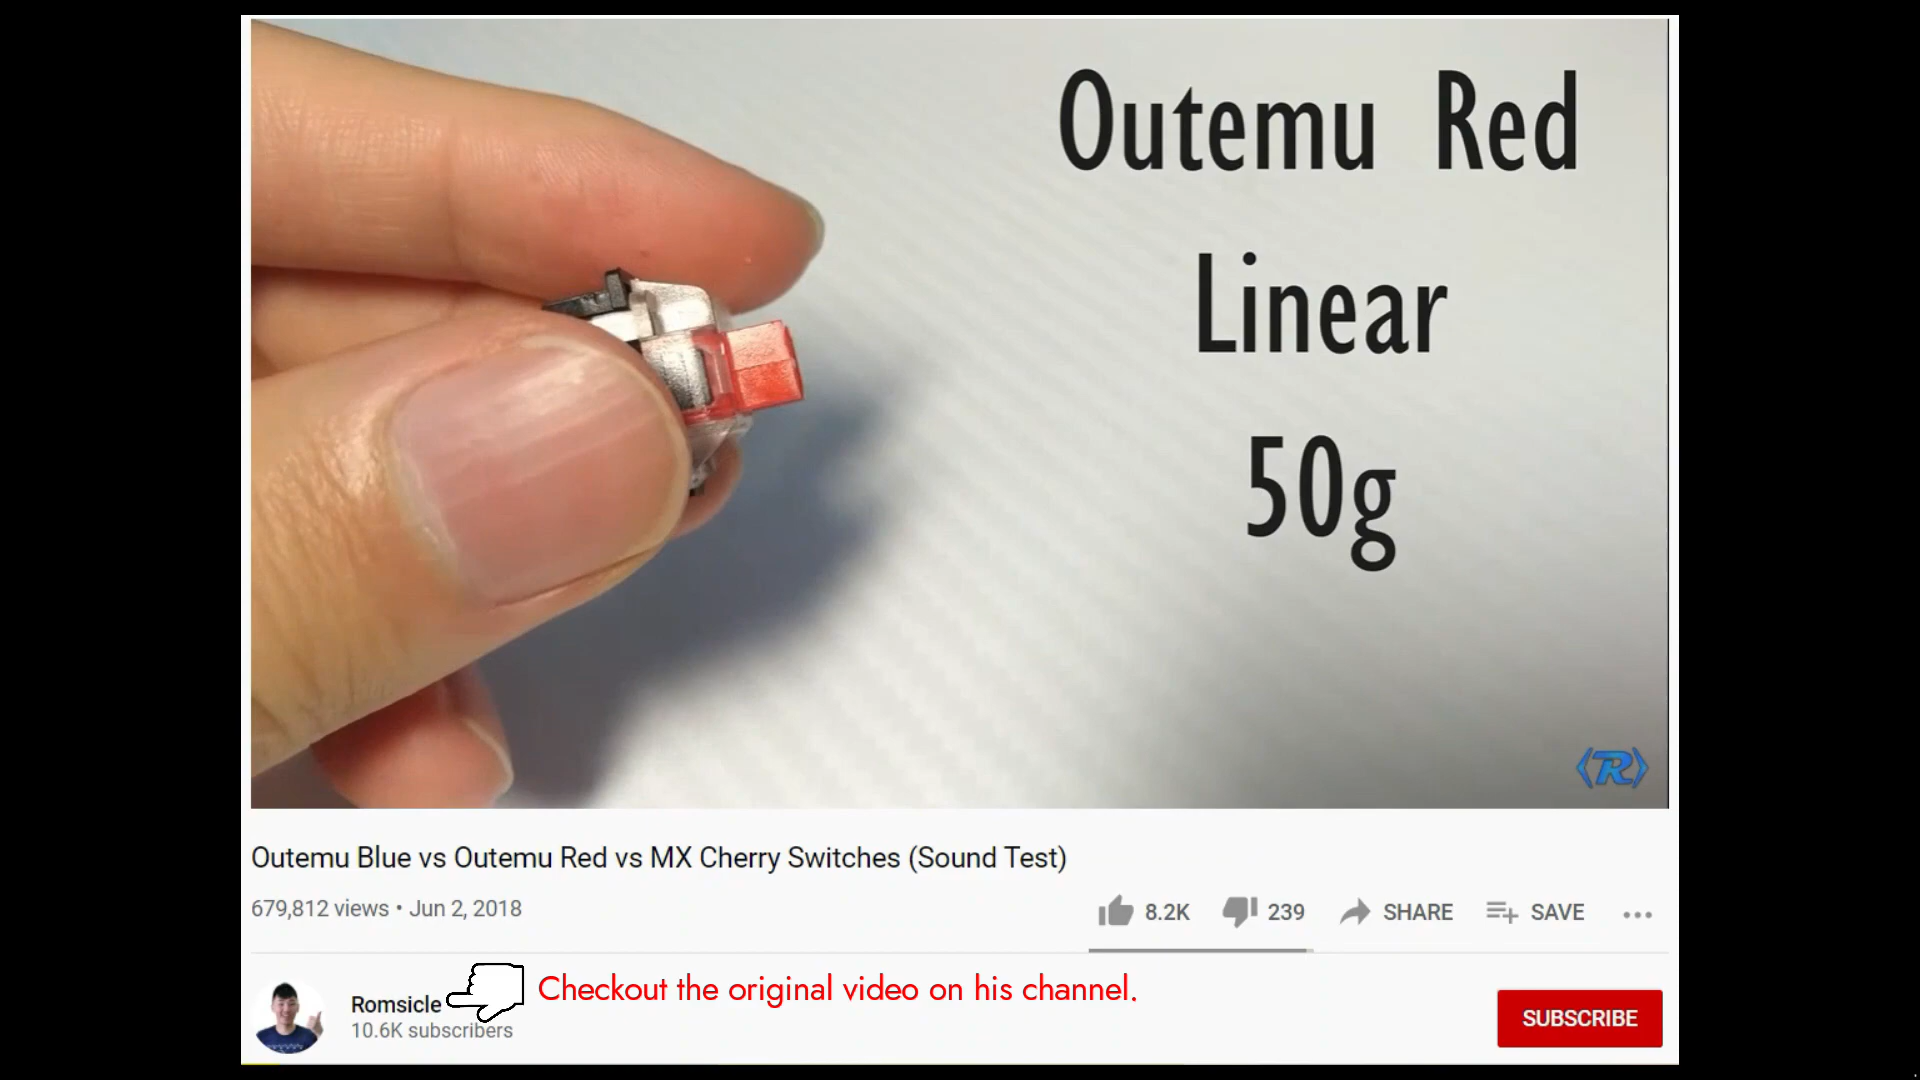 Outemu Red
Linear
50g
R
Outemu Blue vs Outemu Red vs MX Cherry Switches (Sound Test)
679,812 views • Jun 2, 2018
8.2K
239
SHARE
SAVE
Romsicle
Checkout the original video on his channel.
10.6K subscribers
SUBSCRIBE